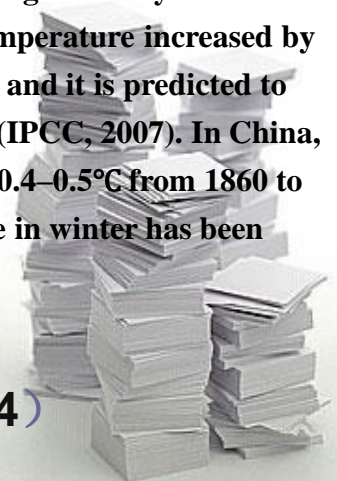 mperature increased by
and it is predicted to
(IPCC, 2007). In China,
0.4–0.5℃ from 1860 to
e in winter has been
4）